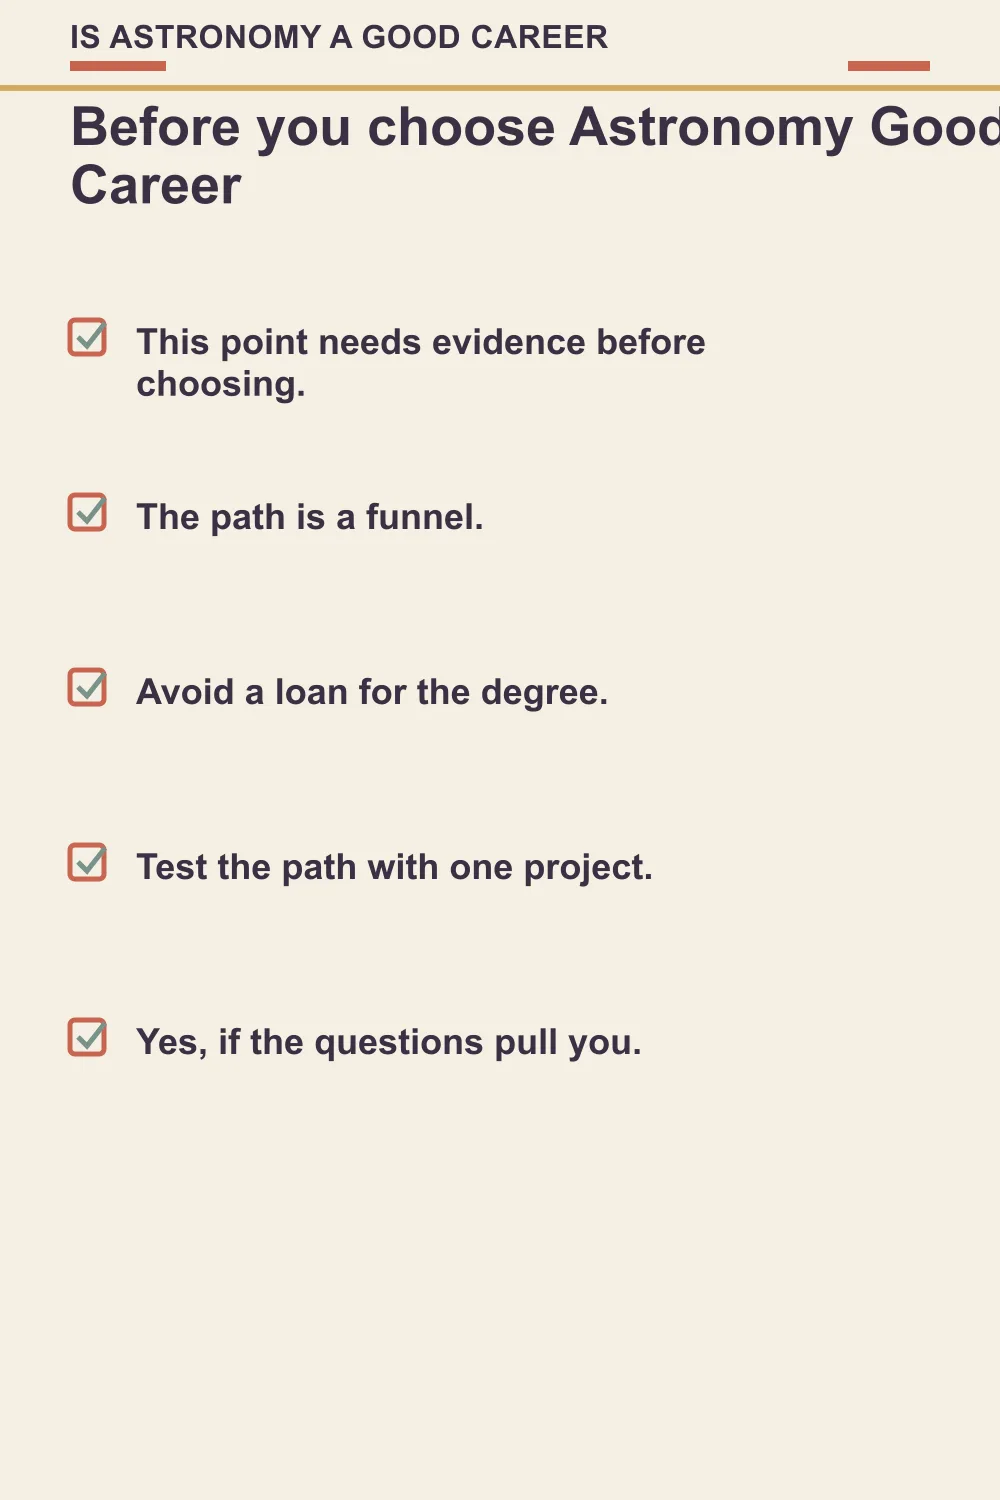 IS ASTRONOMY A GOOD CAREER
Before you choose Astronomy Good
Career
This point needs evidence before
choosing.
The path is a funnel.
Avoid a loan for the degree.
Test the path with one project.
Yes, if the questions pull you.